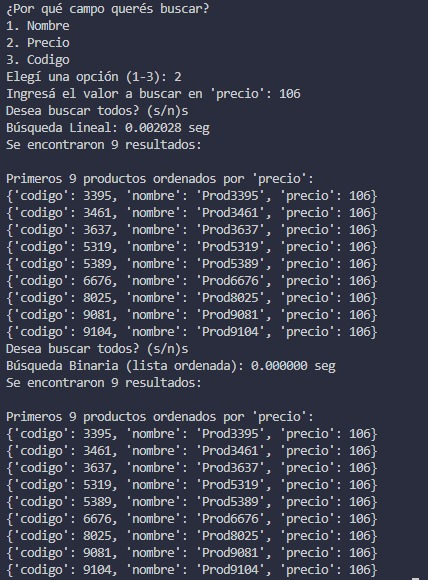 ¿Por qué campo querés buscar?
1. Nombre
2. Precio
3. Codigo
Elegí una opción (1-3): 2
Ingresá el valor a buscar en 'precio': 106
Desea buscar todos? (s/n)s
Búsqueda Lineal: 0.002028 seg
Se encontraron 9 resultados:

Primeros 9 productos ordenados por 'precio':
{'codigo': 3395, 'nombre': 'Prod3395', 'precio': 106}
{'codigo': 3461, 'nombre': 'Prod3461', 'precio': 106}
{'codigo': 3637, 'nombre': 'Prod3637', 'precio': 106}
{'codigo': 5319, 'nombre': 'Prod5319', 'precio': 106}
{'codigo': 5389, 'nombre': 'Prod5389', 'precio': 106}
{'codigo': 6676, 'nombre': 'Prod6676', 'precio': 106}
{'codigo': 8025, 'nombre': 'Prod8025', 'precio': 106}
{'codigo': 9081, 'nombre': 'Prod9081', 'precio': 106}
{'codigo': 9104, 'nombre': 'Prod9104', 'precio': 106}
Desea buscar todos? (s/n)s
Búsqueda Binaria (lista ordenada): 0.000000 seg
Se encontraron 9 resultados:

Primeros 9 productos ordenados por 'precio':
{'codigo': 3395, 'nombre': 'Prod3395', 'precio': 106}
{'codigo': 3461, 'nombre': 'Prod3461', 'precio': 106}
{'codigo': 3637, 'nombre': 'Prod3637', 'precio': 106}
{'codigo': 5319, 'nombre': 'Prod5319', 'precio': 106}
{'codigo': 5389, 'nombre': 'Prod5389', 'precio': 106}
{'codigo': 6676, 'nombre': 'Prod6676', 'precio': 106}
{'codigo': 8025, 'nombre': 'Prod8025', 'precio': 106}
{'codigo': 9081, 'nombre': 'Prod9081', 'precio': 106}
{'codigo': 9104, 'nombre': 'Prod9104', 'precio': 106}